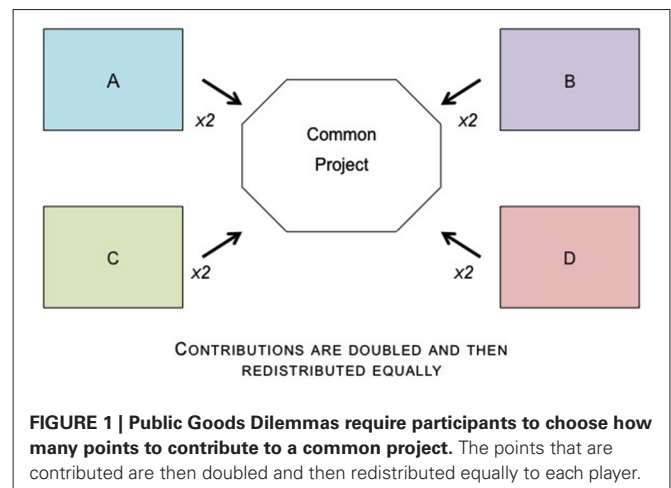 A
B
x2
x2
Common
Project
C
D
x2
x2
CONTRIBUTIONS ARE DOUBLED AND THEN
REDISTRIBUTED EQUALLY
FIGURE 1 | Public Goods Dilemmas require participants to choose how
many points to contribute to a common project. The points that are
contributed are then doubled and then redistributed equally to each player.